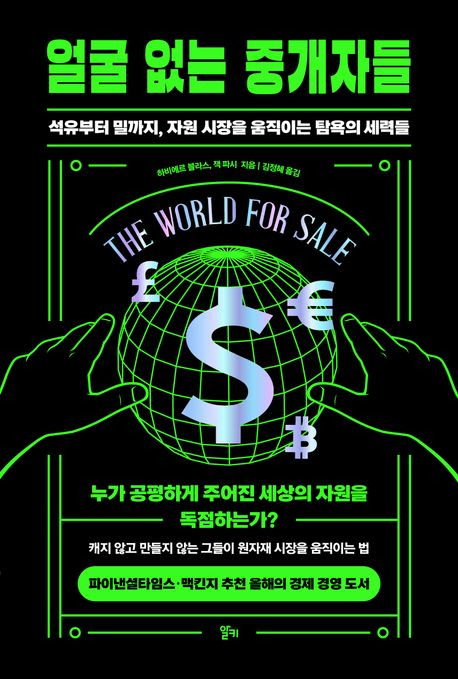 얼굴 없는 중개자들
석유부터 밀까지, 자원 시장을 움직이는 탐욕의 세력들
하비에르 블라스, 잭 파시 지음 | 김정혜 옮김
THE WORLD FOR SALE
£
€
$
₿
누가 공평하게 주어진 세상의 자원을
독점하는가?
캐지 않고 만들지 않는 그들이 원자재 시장을 움직이는 법
파이낸셜타임스·맥킨지 추천 올해의 경제 경영 도서
알키